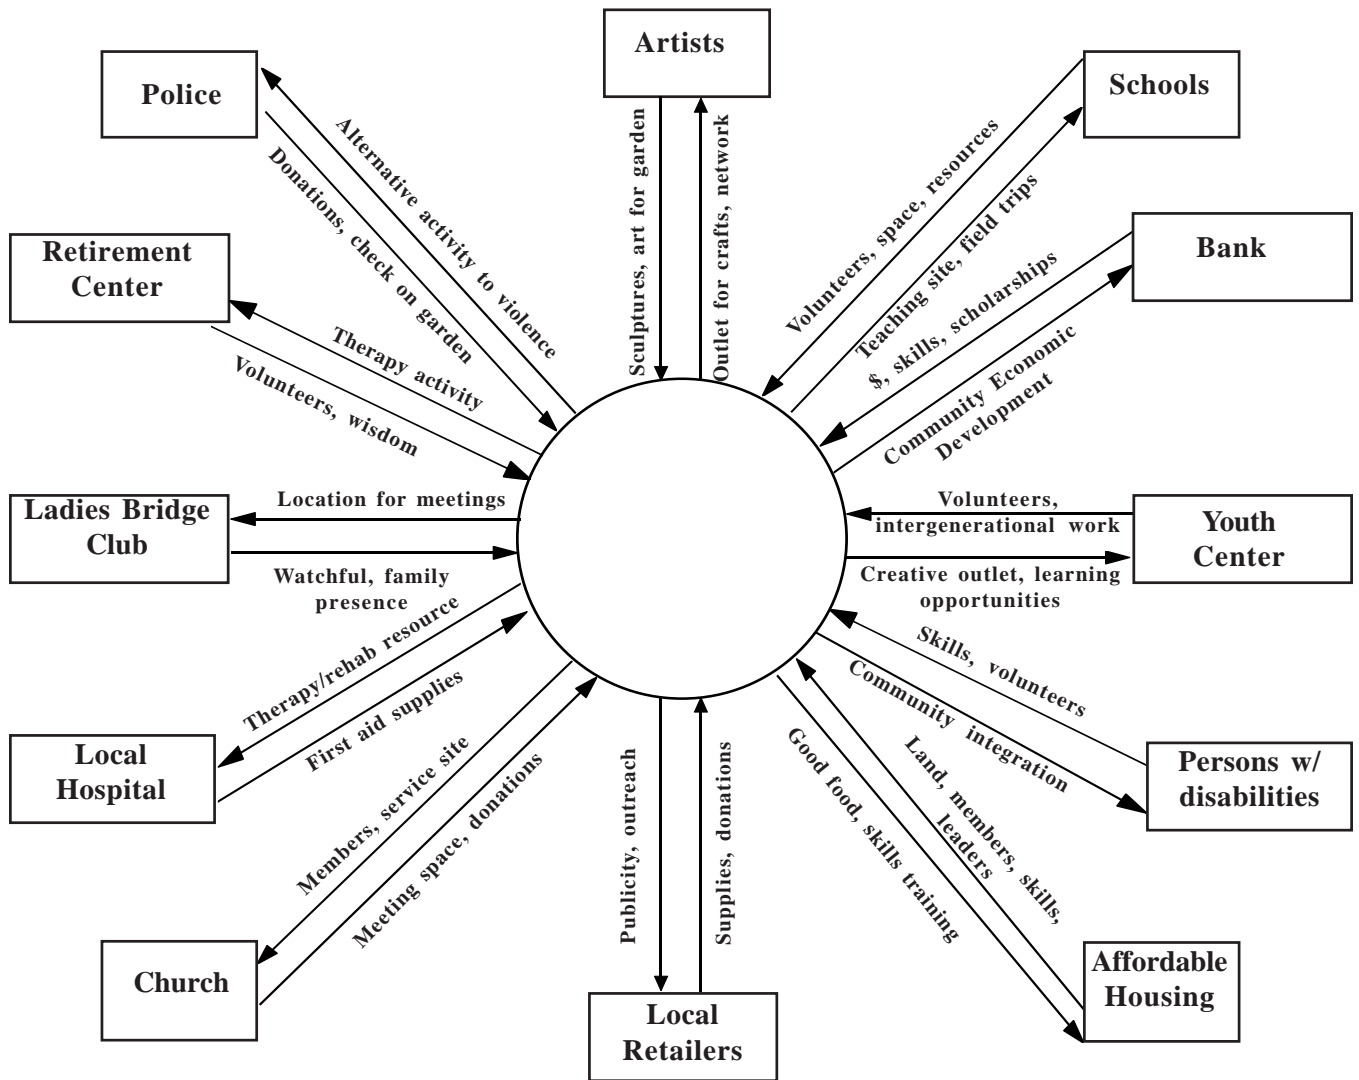 Artists
Police
Schools
Alternative activity to violence
Donations, check on garden
Sculptures, art for garden
Outlet for crafts, network
Volunteers, space, resources
Teaching site, field trips
Retirement
Center
Bank
$, skills, scholarships
Community Economic
Development
Therapy activity
Volunteers, wisdom
Ladies Bridge
Club
Location for meetings
Watchful, family
presence
Volunteers,
intergenerational work
Youth
Center
Creative outlet, learning
opportunities
Therapy/rehab resource
First aid supplies
Local
Hospital
Skills, volunteers
Community integration
Persons w/
disabilities
Members, service site
Meeting space, donations
Church
Publicity, outreach
Supplies, donations
Local
Retailers
Land, members, skills,
leaders
Good food, skills training
Affordable
Housing